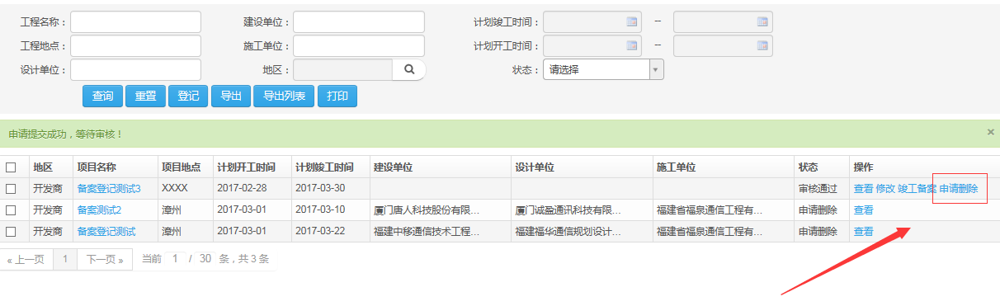 工程名称： 建设单位： 计划竣工时间： --
工程地点： 施工单位： 计划开工时间： --
设计单位： 地区： 状态： 请选择
查询 重置 登记 导出 导出列表 打印
申请提交成功，等待审核！ ×
地区 项目名称 项目地点 计划开工时间 计划竣工时间 建设单位 设计单位 施工单位 状态 操作
开发商 备案登记测试3 XXXX 2017-02-28 2017-03-30 审核通过 查看 修改 竣工备案 申请删除
开发商 备案测试2 漳州 2017-03-01 2017-03-10 厦门唐人科技股份有限... 厦门诚盈通讯科技有限... 福建省福泉通信工程有... 申请删除 查看
开发商 备案登记测试 漳州 2017-03-01 2017-03-22 福建中移通信技术工程... 福建福华通信规划设计... 福建省福泉通信工程有... 申请删除 查看
« 上一页 1 下一页 » 当前 1 / 30 条，共 3 条